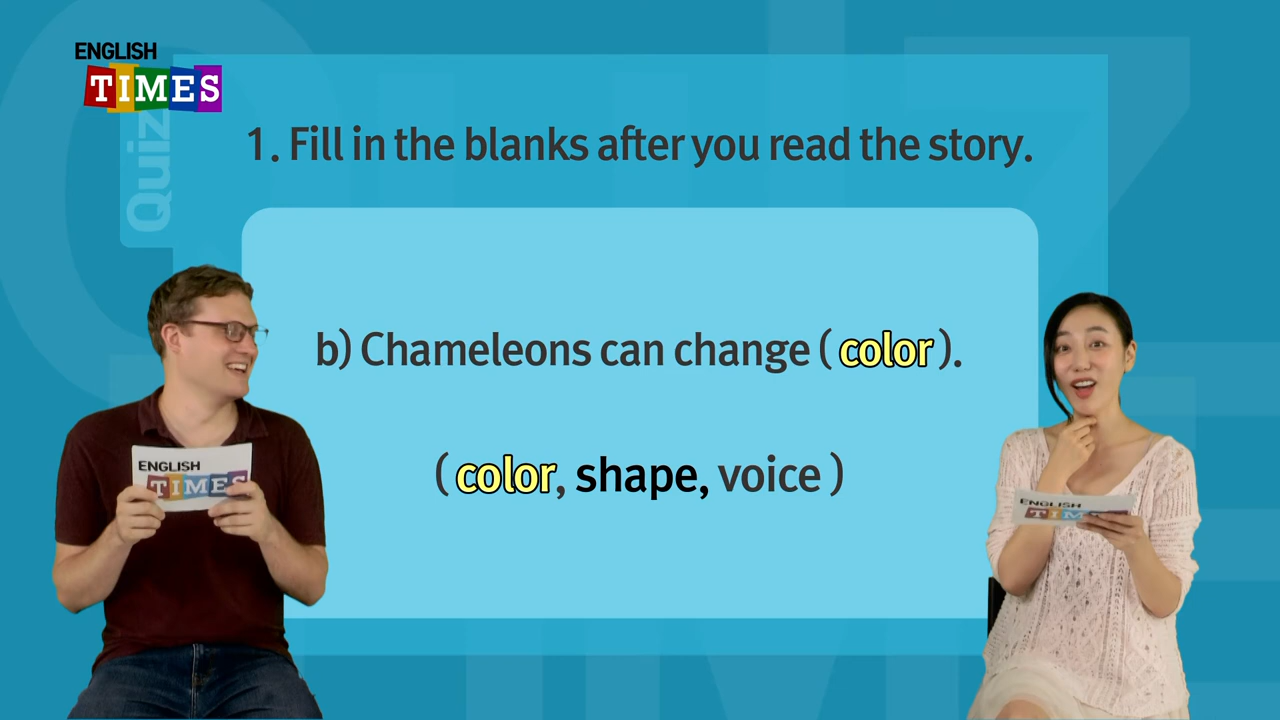 ENGLISH
TIMES
Quiz
1. Fill in the blanks after you read the story.
b) Chameleons can change ( color ).
( color, shape, voice )
ENGLISH
TIMES
ENGLISH
TIM